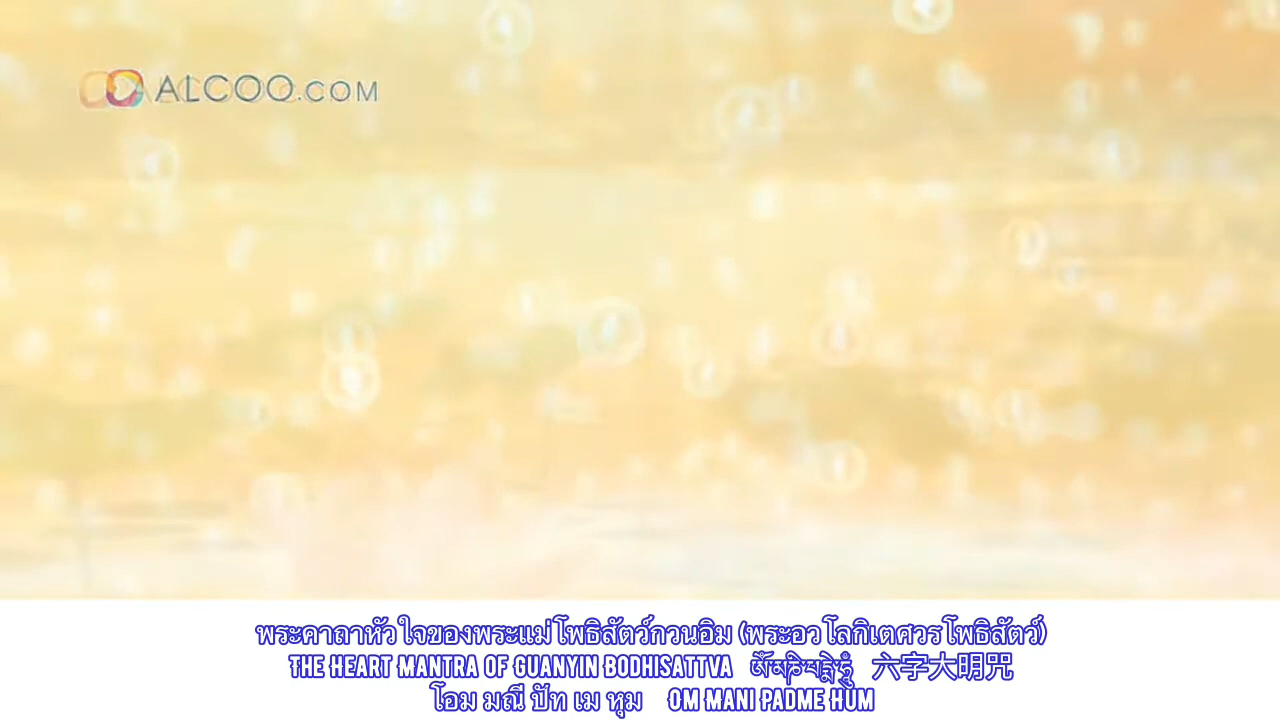 ALCOO.COM
พระคาถาหัวใจของพระแม่โพธิสัตว์กวนอิม (พระอวโลกิเตศวรโพธิสัตว์)
THE HEART MANTRA OF GUANYIN BODHISATTVA 六字大明咒
โอม มณี ปัท เม หุม OM MANI PADME HUM